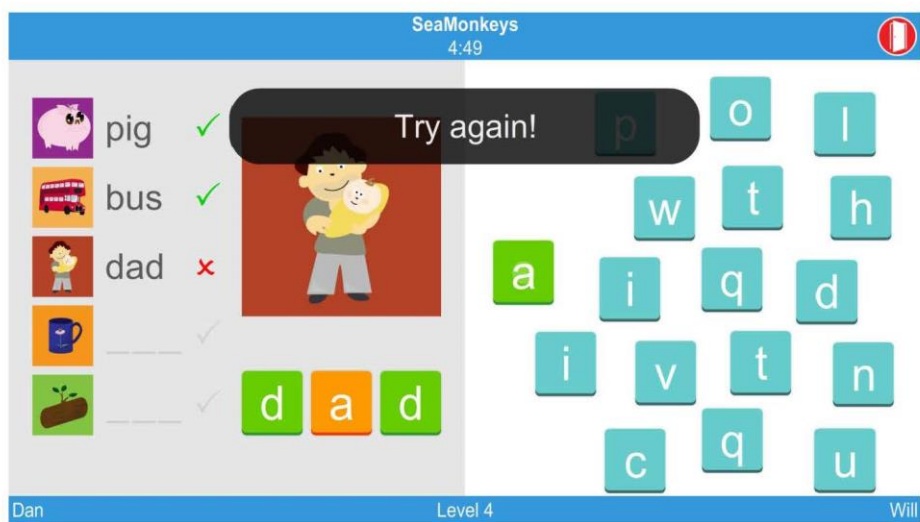 SeaMonkeys
4:49
Try again!
pig
bus
dad
_ _ _
_ _ _
d a d
p o l
w t h
a i q d
i v t n
c q u
Dan Level 4 Will